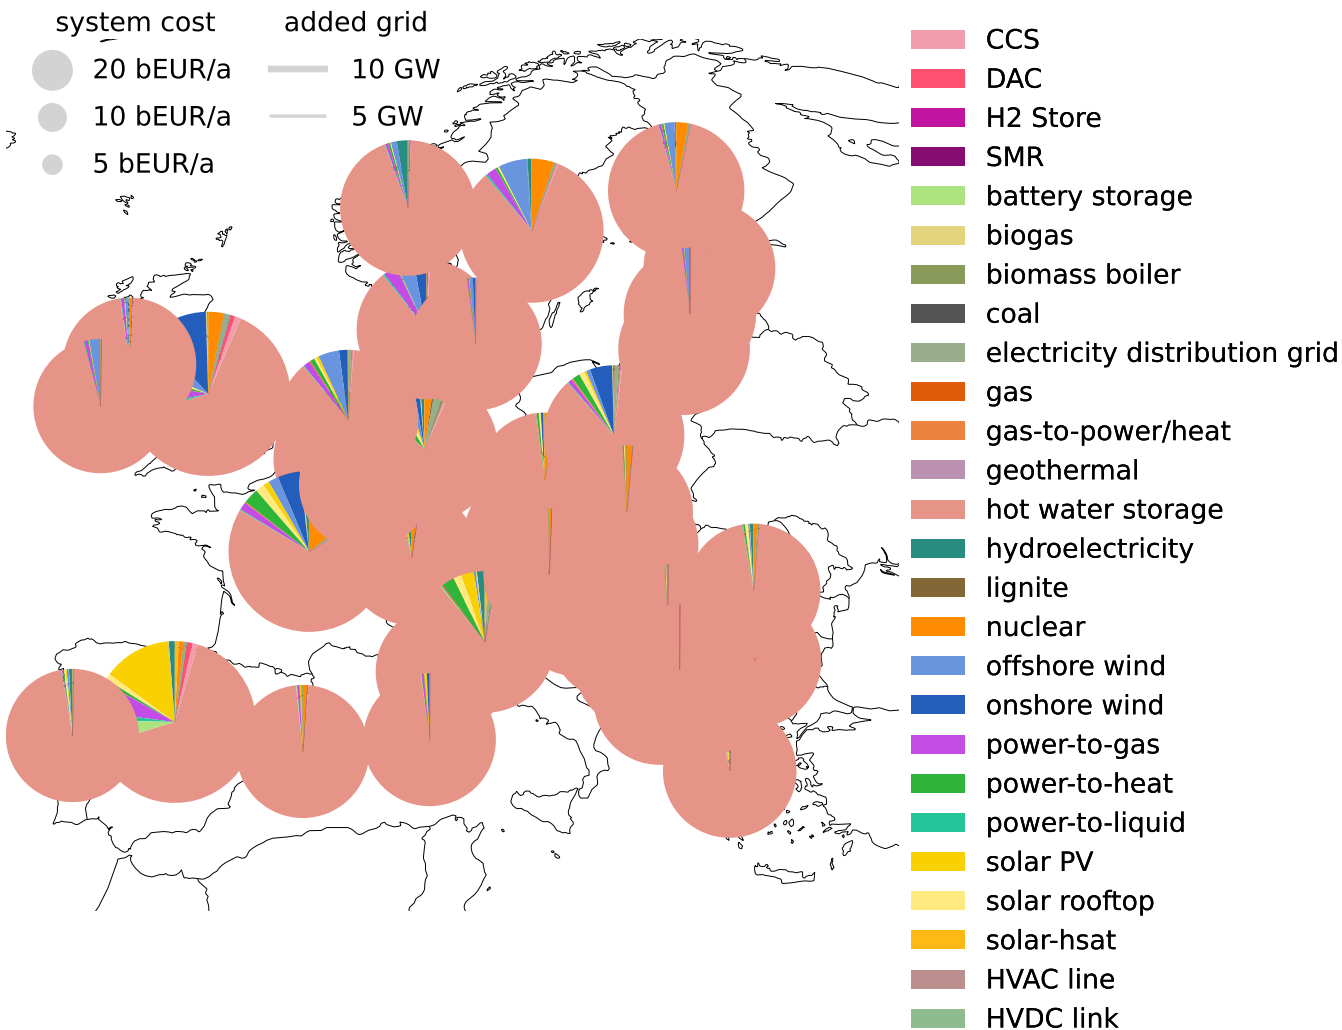 system cost
20 bEUR/a
10 bEUR/a
5 bEUR/a
added grid
10 GW
5 GW
CCS
DAC
H2 Store
SMR
battery storage
biogas
biomass boiler
coal
electricity distribution grid
gas
gas-to-power/heat
geothermal
hot water storage
hydroelectricity
lignite
nuclear
offshore wind
onshore wind
power-to-gas
power-to-heat
power-to-liquid
solar PV
solar rooftop
solar-hsat
HVAC line
HVDC link